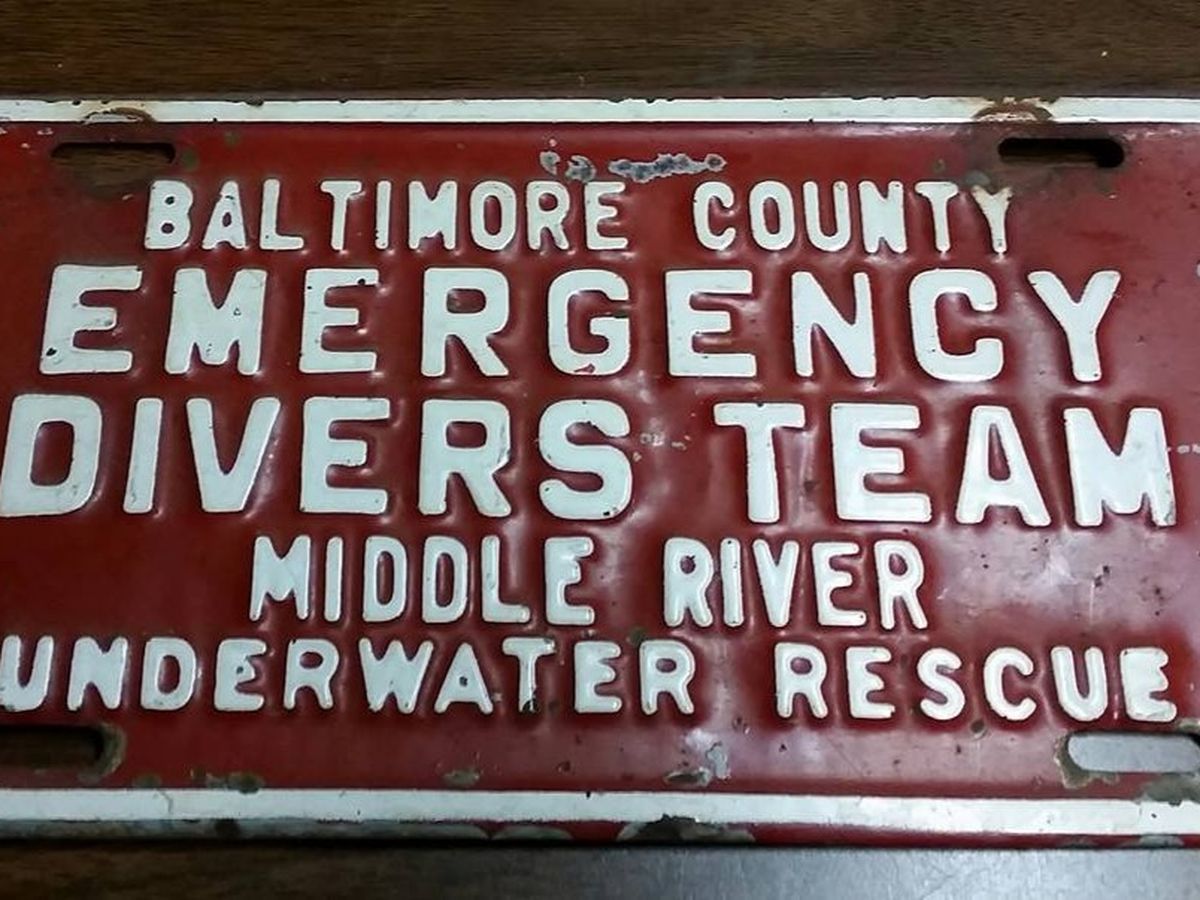 BALTIMORE COUNTY
EMERGENCY
DIVERS TEAM
MIDDLE RIVER
UNDERWATER RESCUE